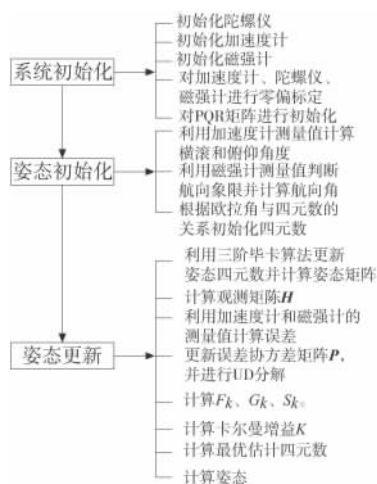 初始化陀螺仪
初始化加速度计
初始化磁强计
系统初始化
对加速度计、陀螺仪、
磁强计进行零偏标定
对PQR矩阵进行初始化
利用加速度计测量值计算
横滚和俯仰角度
姿态初始化
利用磁强计测量值判断
航向象限并计算航向角
根据欧拉角与四元数的
关系初始化四元数
利用三阶毕卡算法更新
姿态四元数并计算姿态矩阵
计算观测矩陈H
利用加速度计和磁强计的
测量值计算误差
姿态更新
更新误差协方差矩阵P,
并进行UD分解
计算Fk、Gk、Sk。
计算卡尔曼增益K
计算最优估计四元数
计算姿态